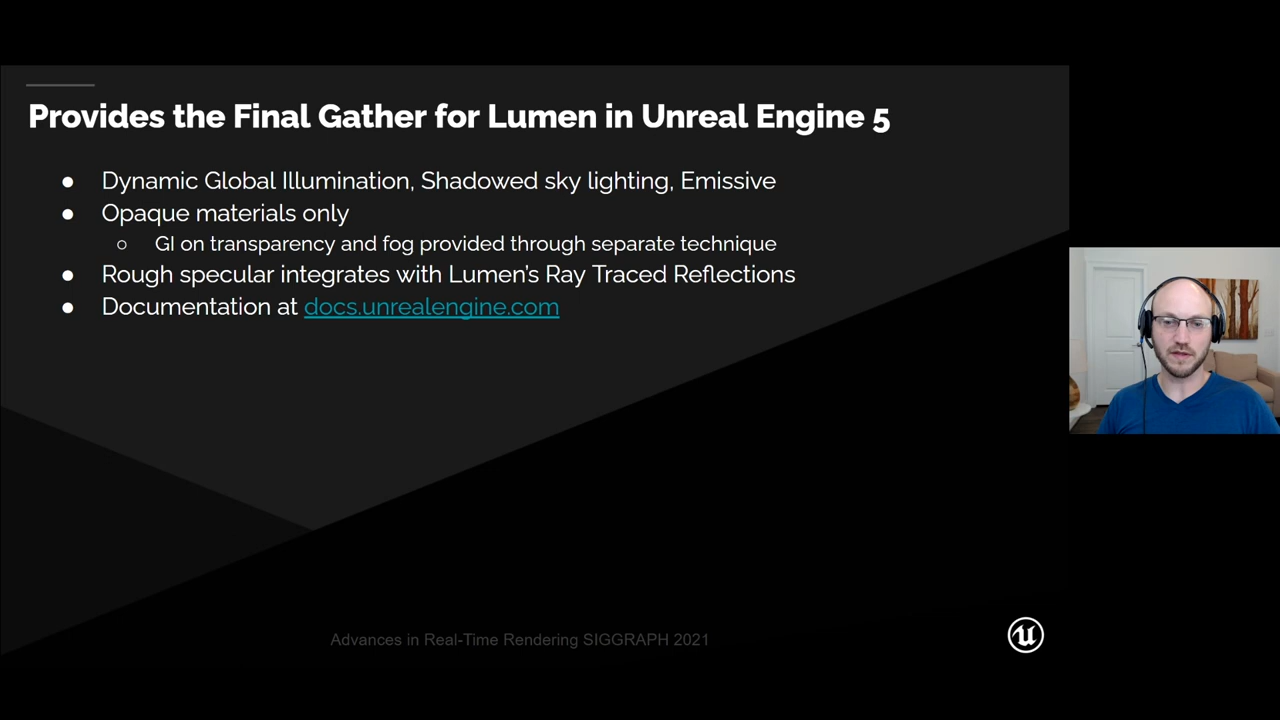 Provides the Final Gather for Lumen in Unreal Engine 5
● Dynamic Global Illumination, Shadowed sky lighting, Emissive
● Opaque materials only
○ GI on transparency and fog provided through separate technique
● Rough specular integrates with Lumen's Ray Traced Reflections
● Documentation at docs.unrealengine.com
Advances in Real-Time Rendering SIGGRAPH 2021